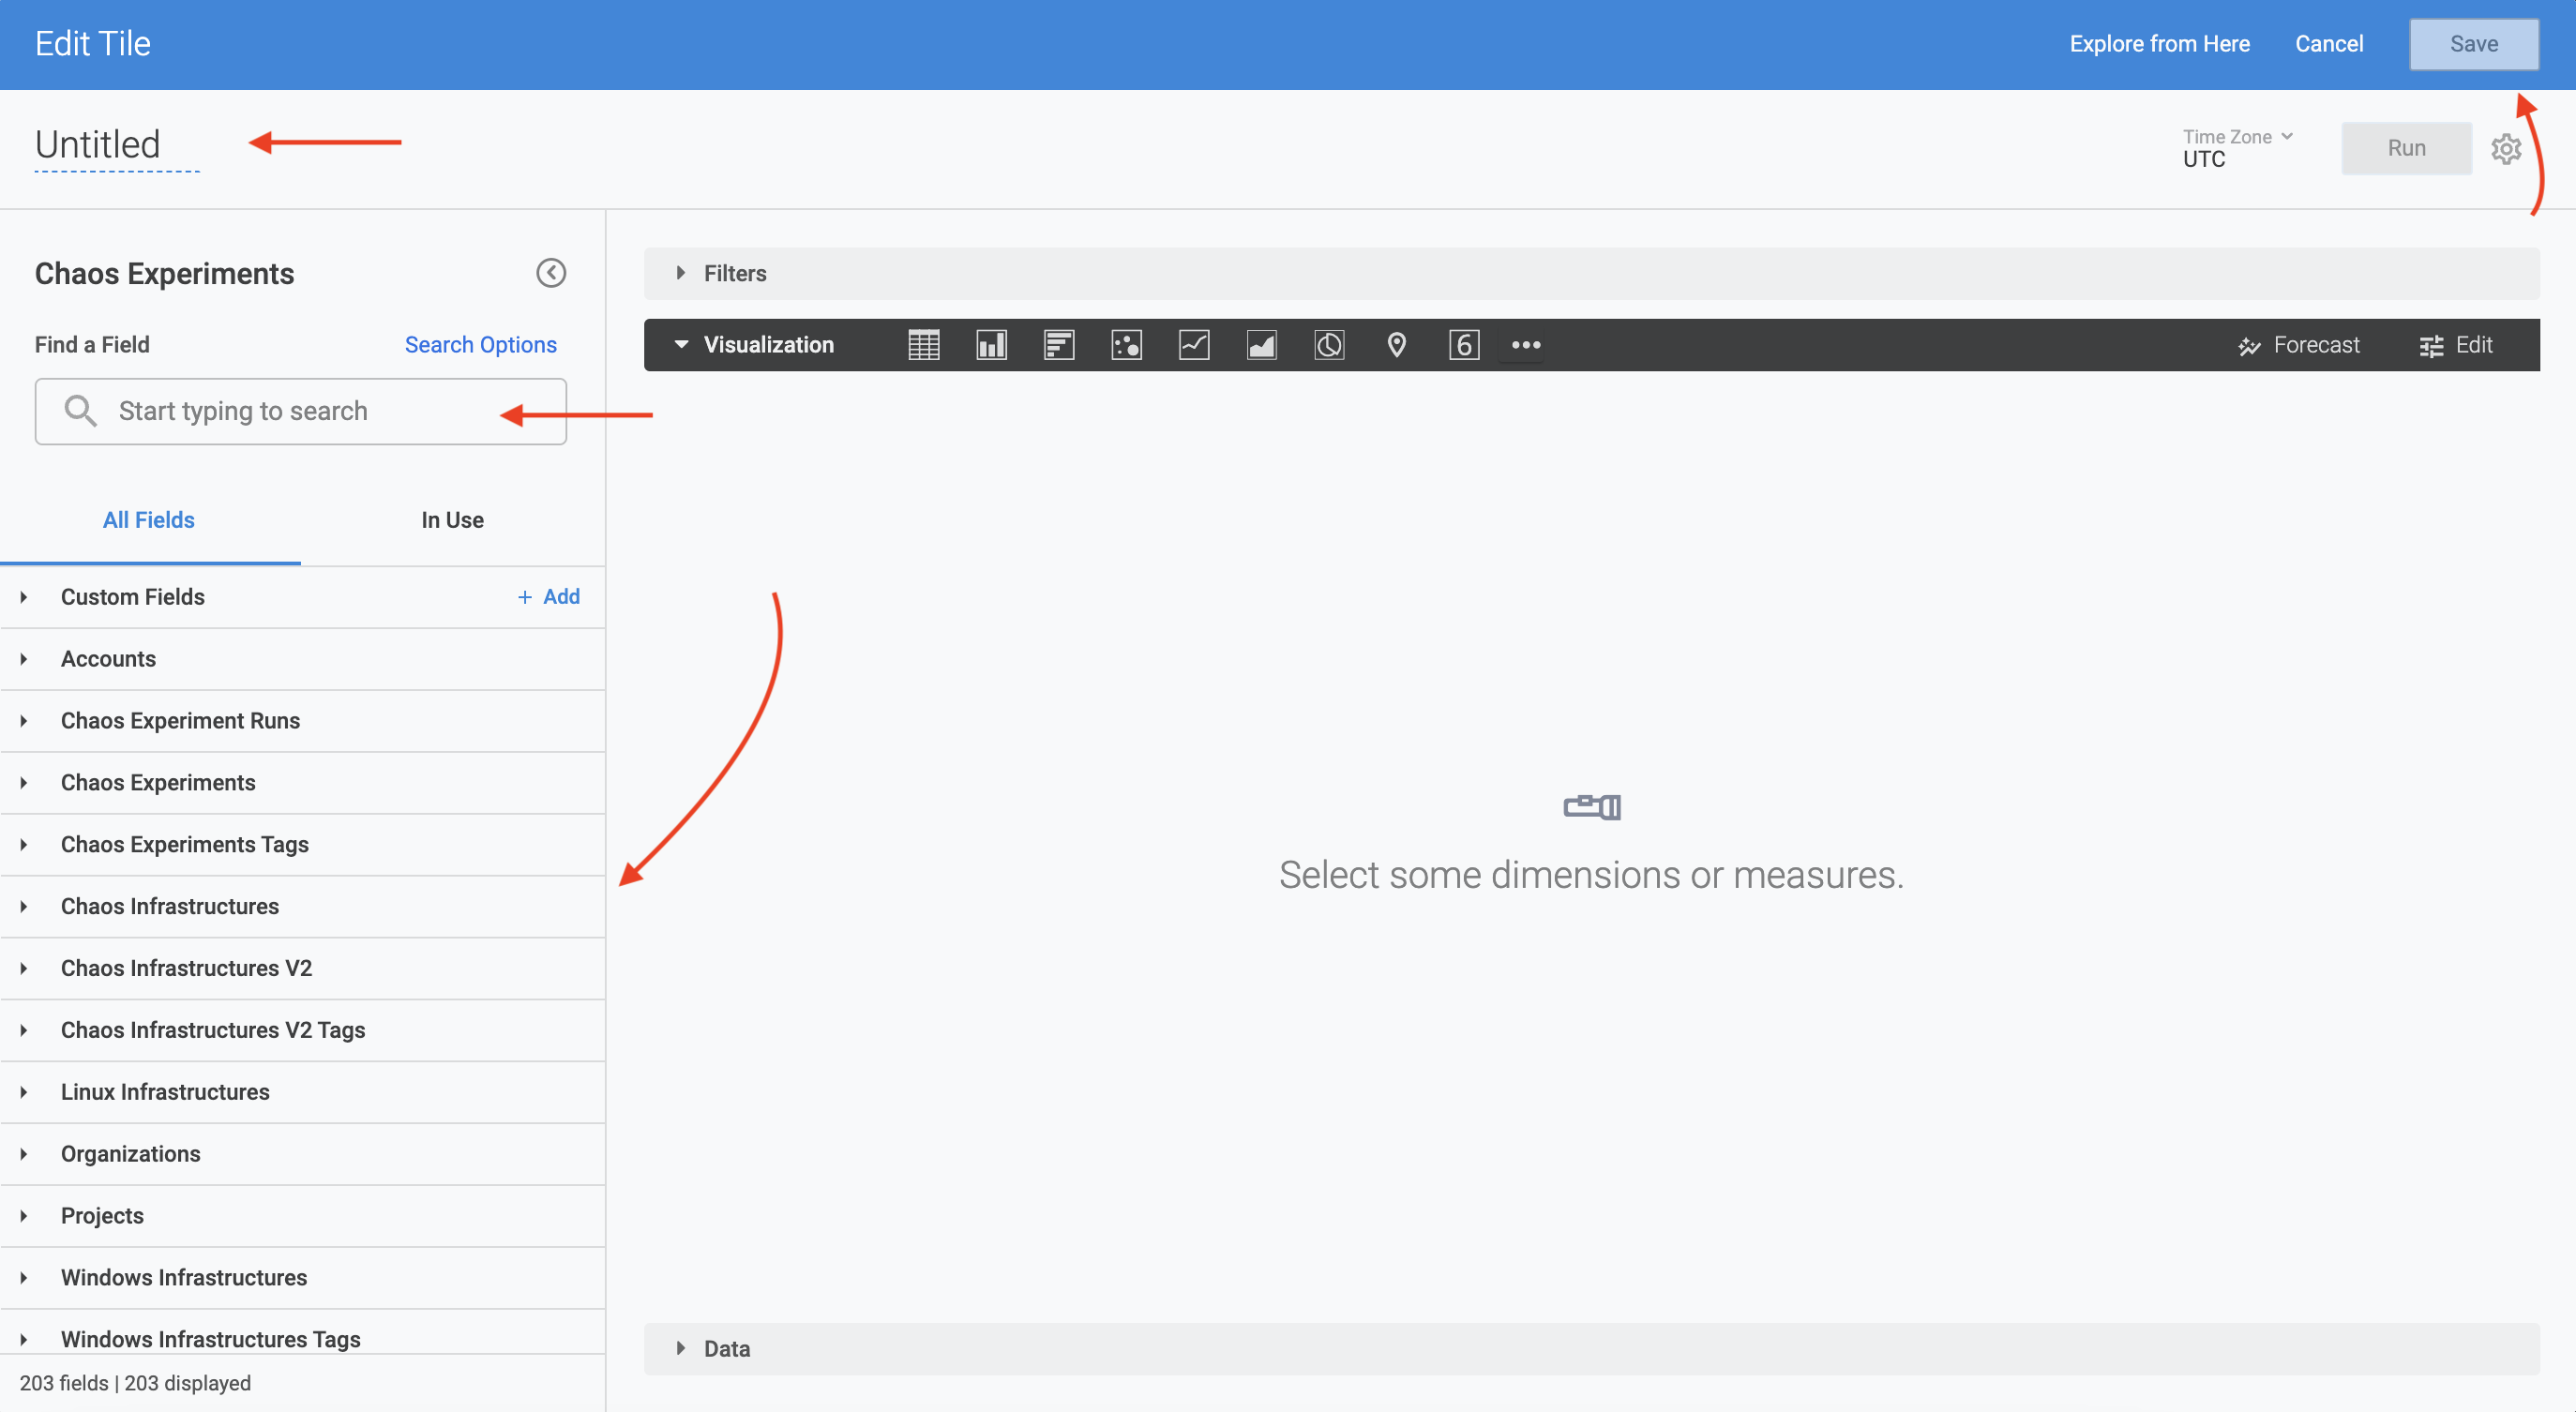 Edit Tile
Explore from Here
Cancel
Save
Untitled
Time Zone
UTC
Run
Chaos Experiments
Find a Field
Search Options
Start typing to search
All Fields
In Use
Custom Fields
+ Add
Accounts
Chaos Experiment Runs
Chaos Experiments
Chaos Experiments Tags
Chaos Infrastructures
Chaos Infrastructures V2
Chaos Infrastructures V2 Tags
Linux Infrastructures
Organizations
Projects
Windows Infrastructures
Windows Infrastructures Tags
203 fields | 203 displayed
Filters
Visualization
6
Forecast
Edit
Select some dimensions or measures.
Data